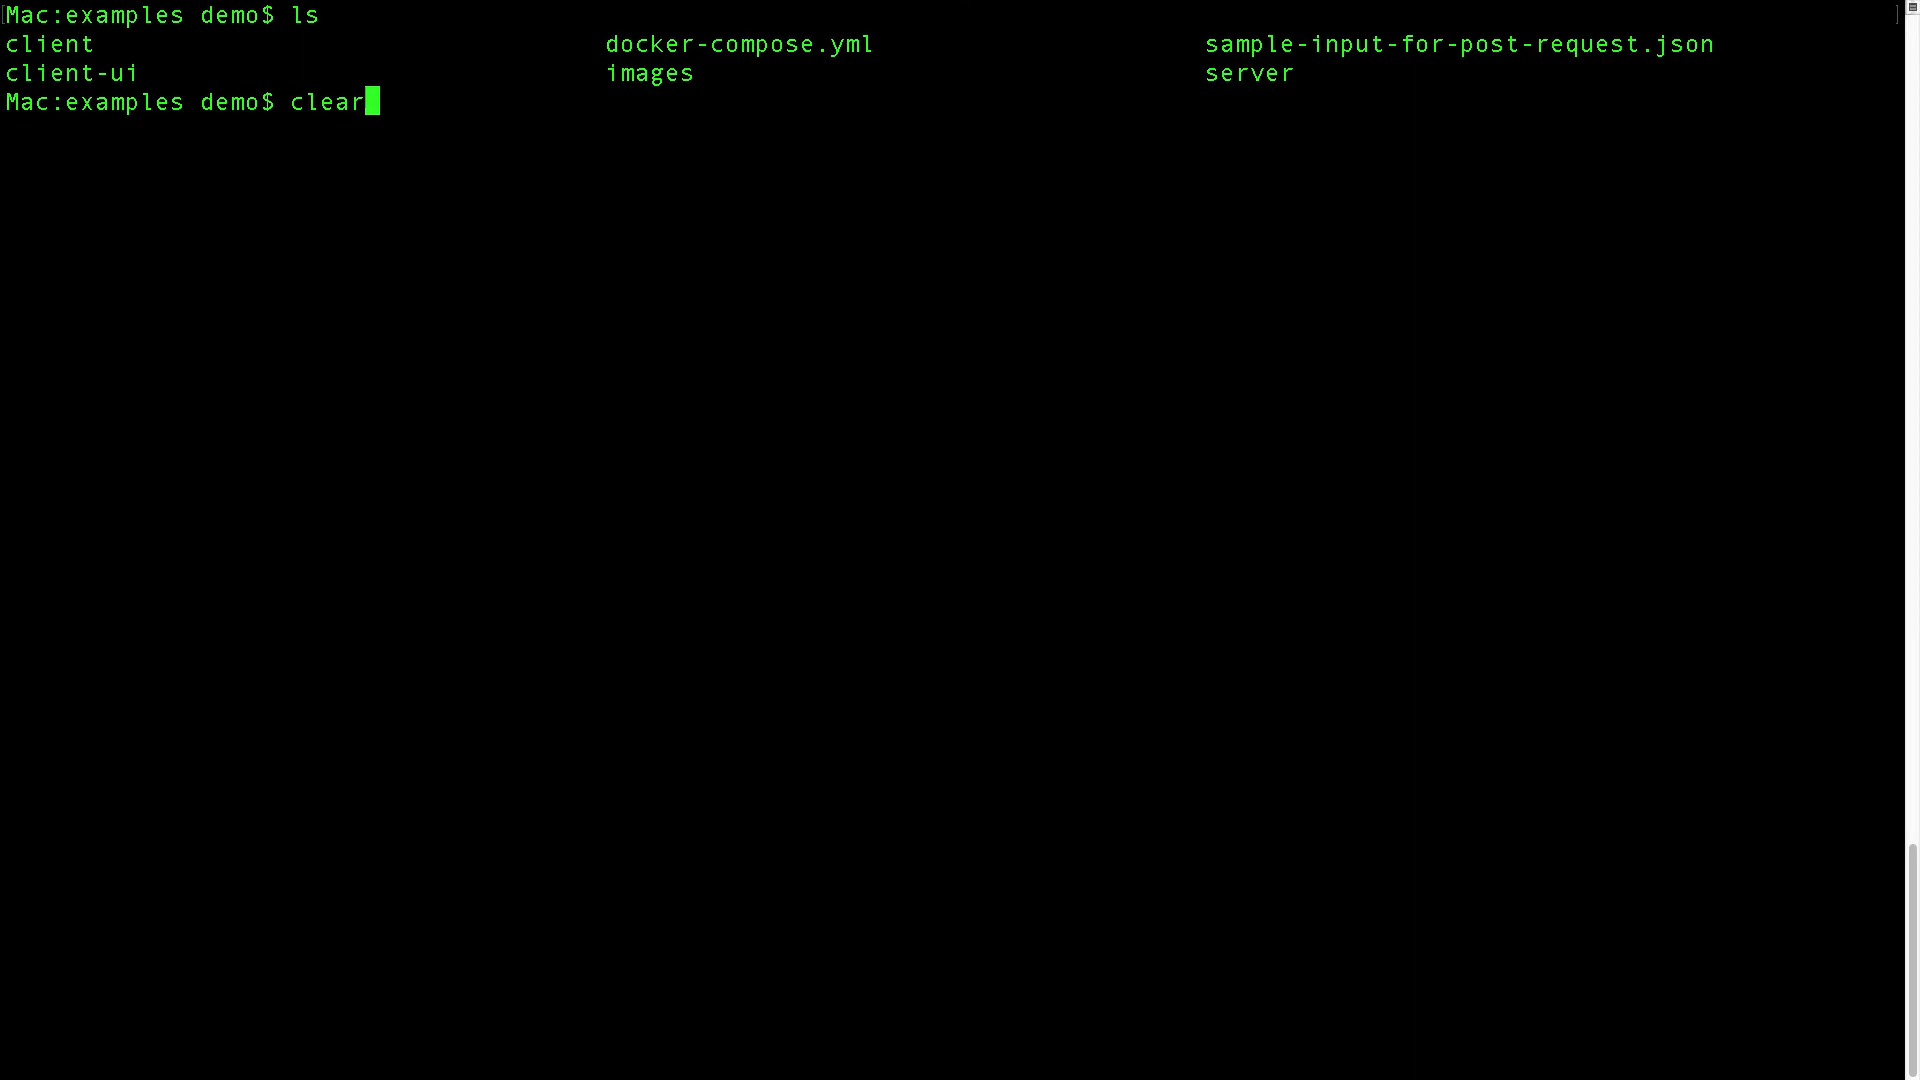 Mac:examples demo$ ls
client docker-compose.yml sample-input-for-post-request.json
client-ui images server
Mac:examples demo$ clear